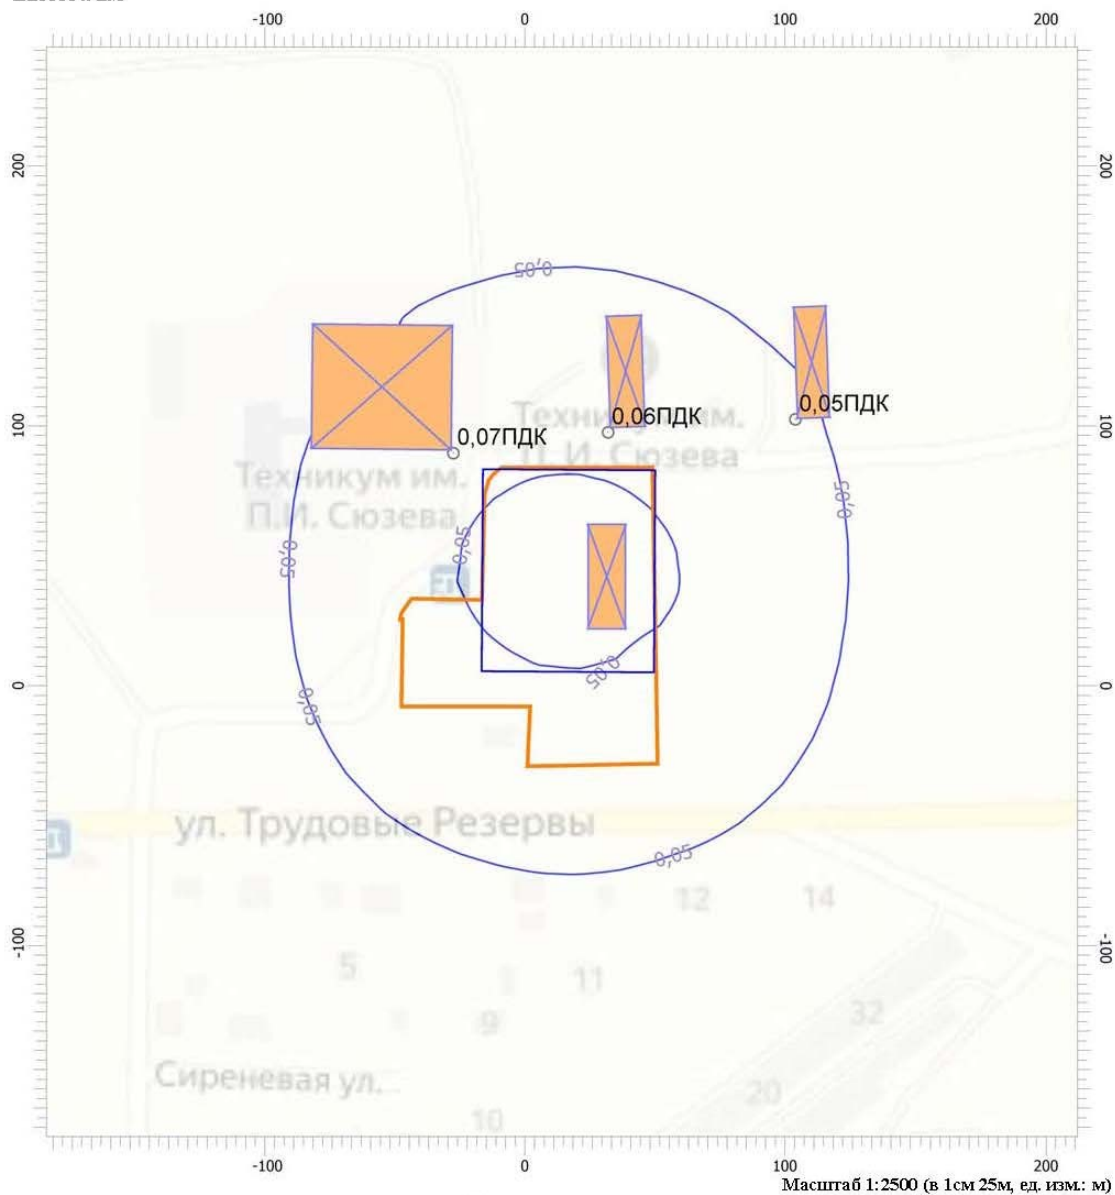 -100 0 100 200
200 200
0,05
0,07ПДК
0,06ПДК
0,05ПДК
100 100
Техникум им.
П.И. Сюзева
Техникум им.
П.И. Сюзева
0,05
0,05
0,05
0,05
0,05
0 0
ул. Трудовые Резервы
0,05
12
14
-100 -100
5
11
9
32
Сиреневая ул.
20
10
-100 0 100 200
Масштаб 1:2500 (в 1см 25м, ед. изм.: м)